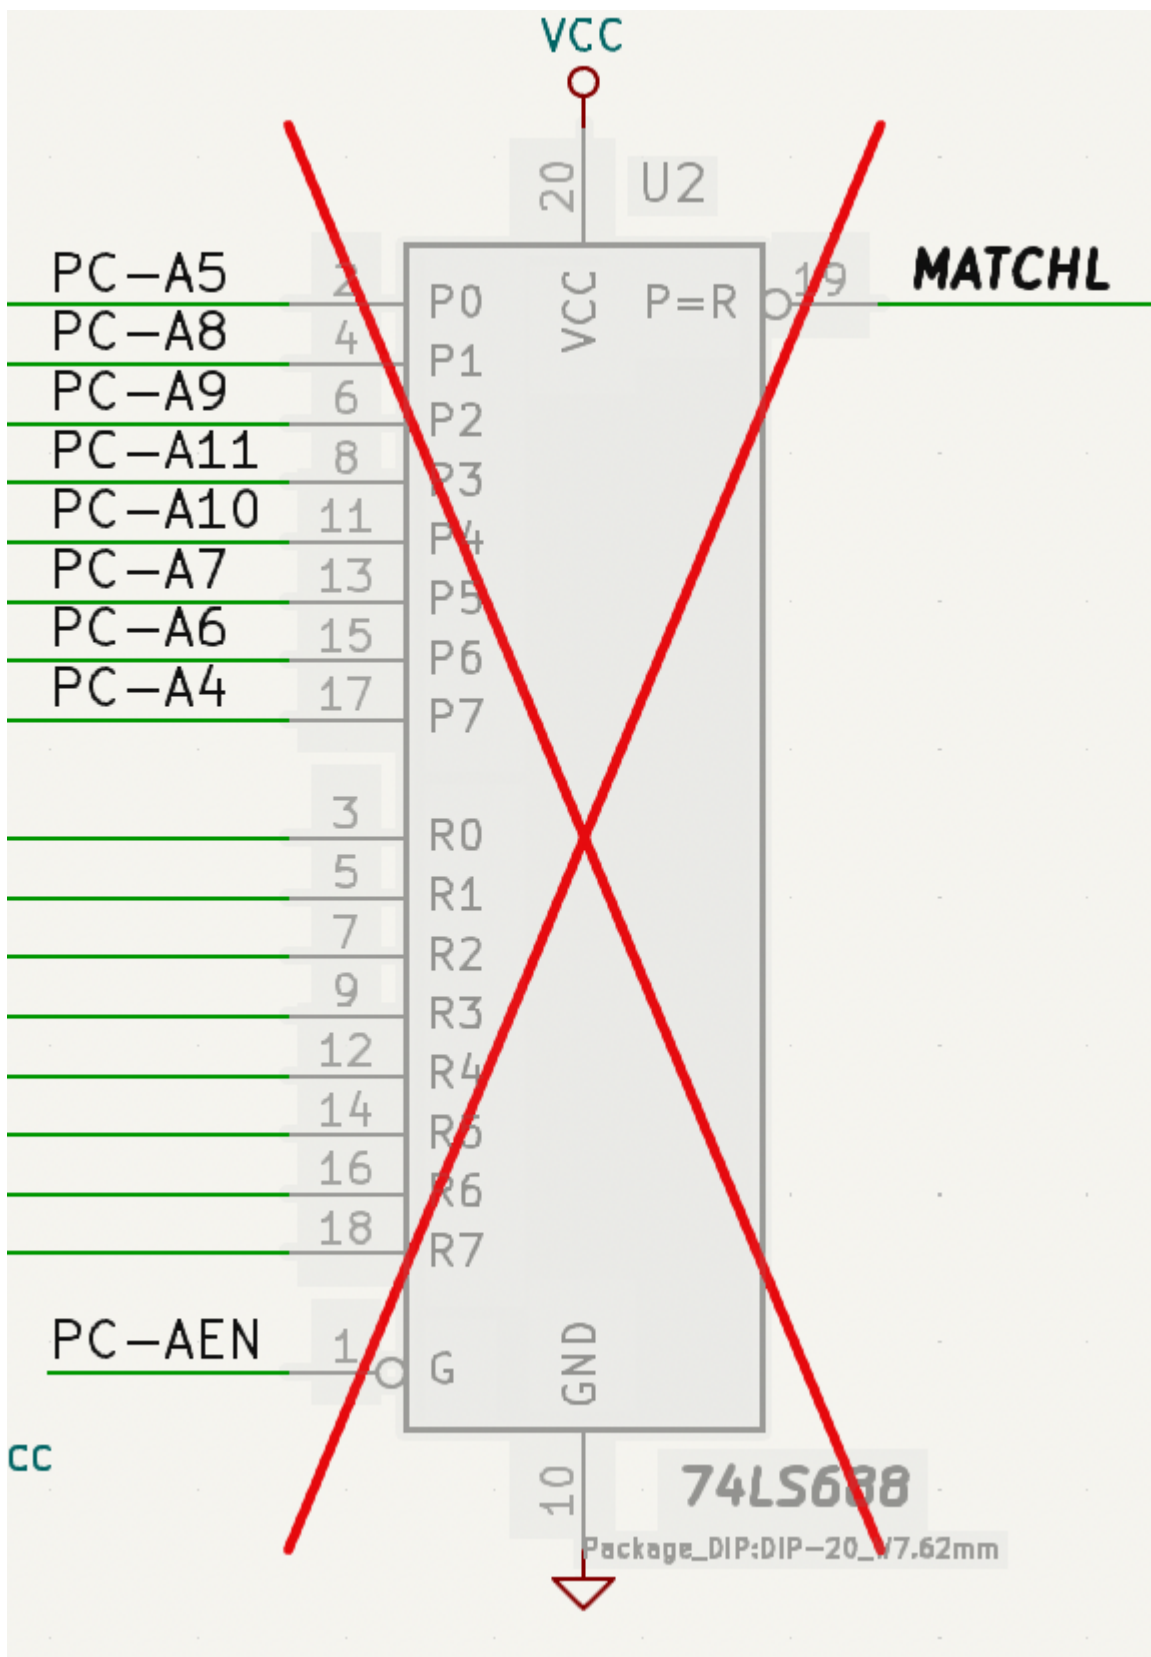 VCC
20
U2
PC-A5
2
P0
VCC
P=R
19
MATCHL
PC-A8
4
P1
PC-A9
6
P2
PC-A11
8
P3
PC-A10
11
P4
PC-A7
13
P5
PC-A6
15
P6
PC-A4
17
P7
3
R0
5
R1
7
R2
9
R3
12
R4
14
R5
16
R6
18
R7
PC-AEN
1
G
GND
CC
10
74LS688
Package_DIP:DIP-20_W7.62mm